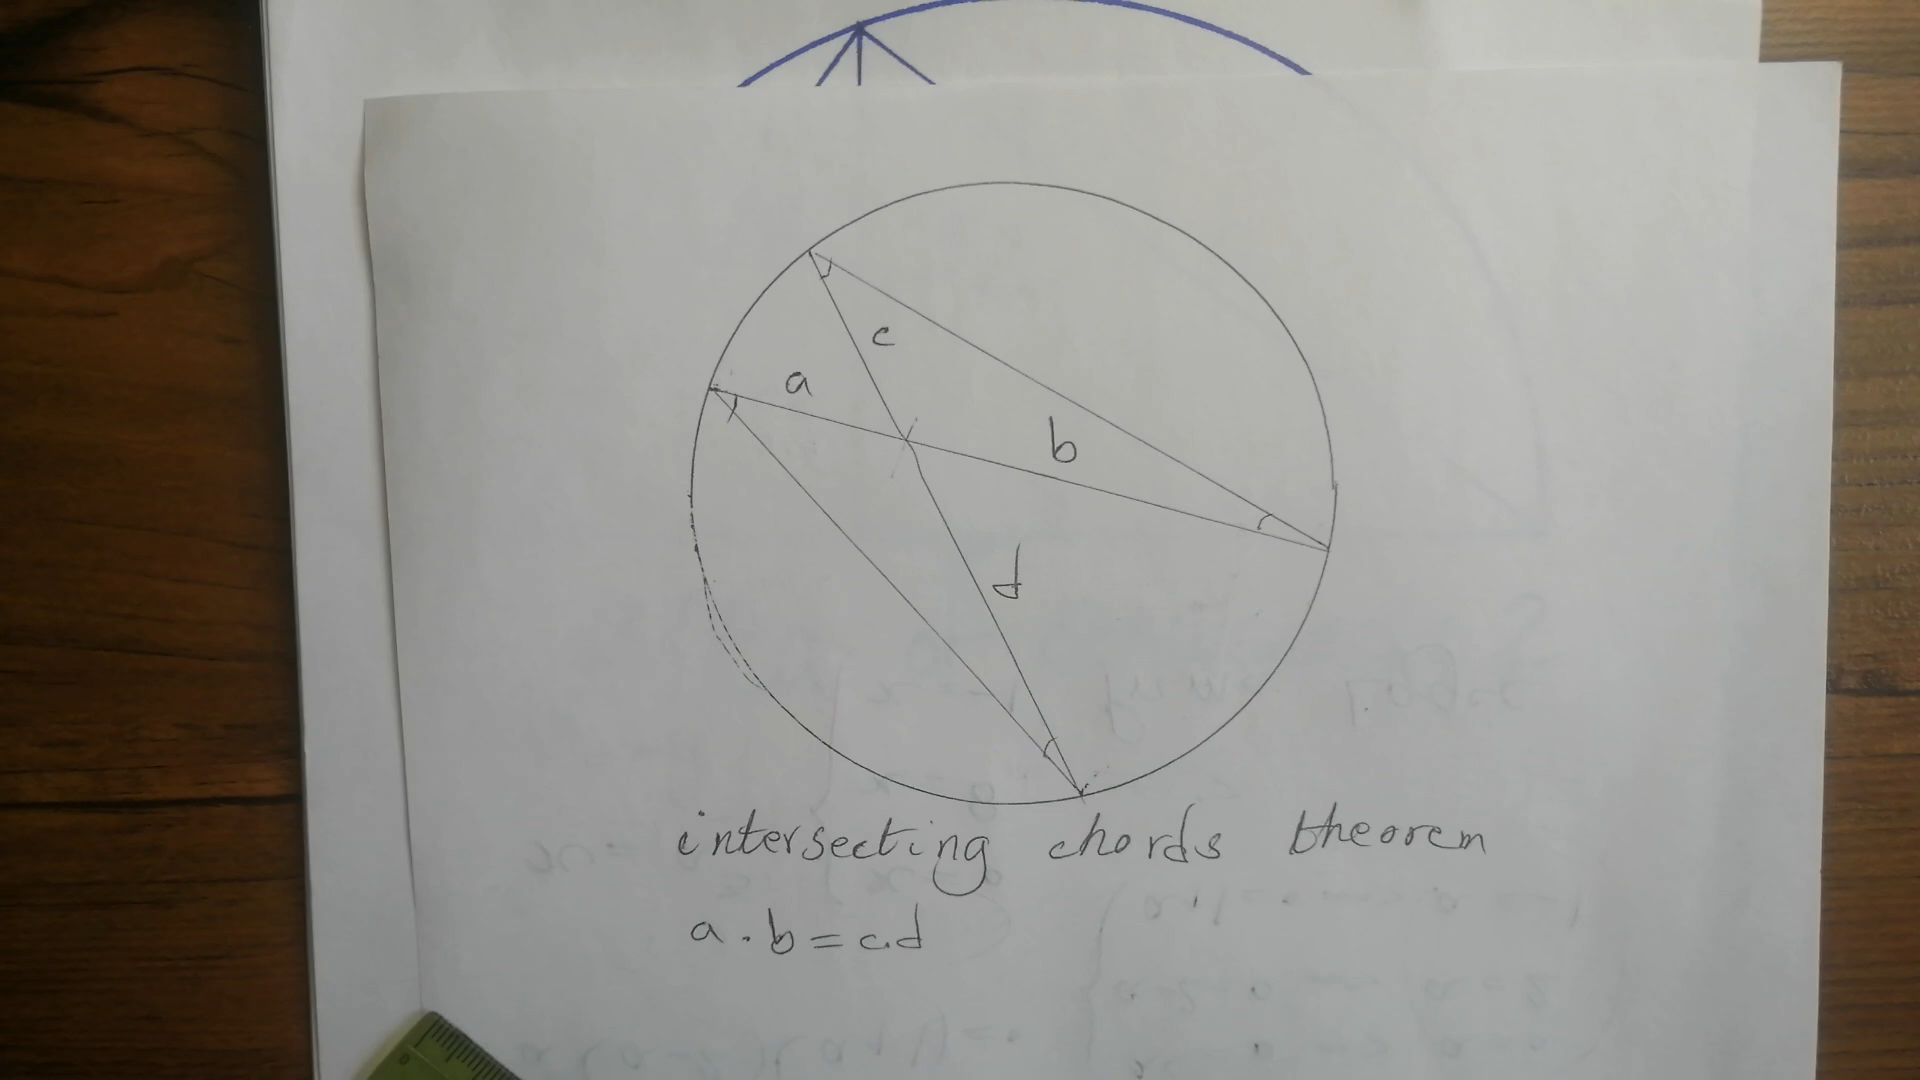 c
a
b
d
intersecting chords theorem
a . b = c.d